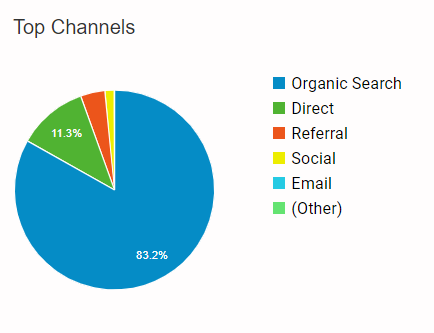 Top Channels
Organic Search
Direct
Referral
Social
Email
(Other)
11.3%
83.2%